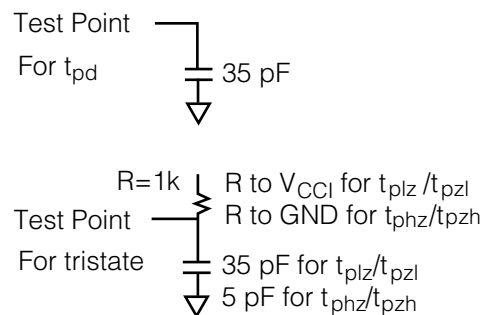 Test Point
For tpd
35 pF
R=1k
R to VCCI for tplz /tpzl
R to GND for tphz/tpzh
Test Point
For tristate
35 pF for tplz/tpzl
5 pF for tphz/tpzh